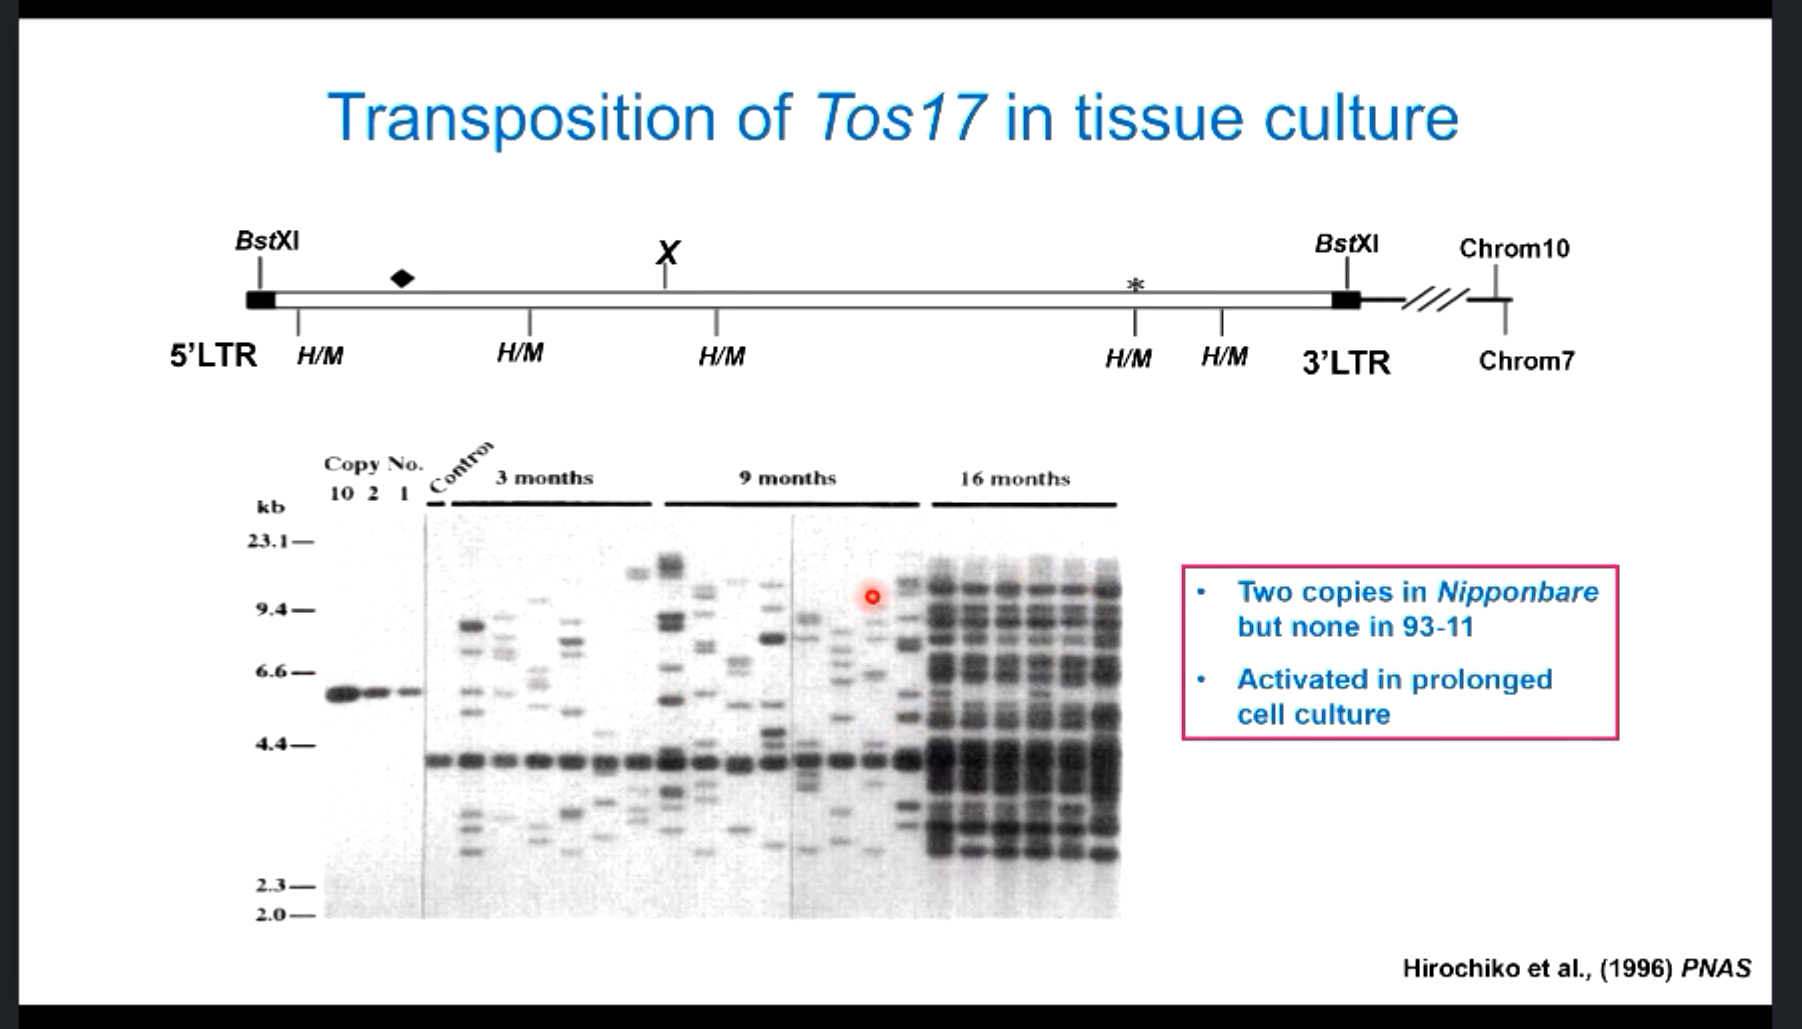 Transposition of Tos17 in tissue culture
BstXI
X
BstXI
Chrom10
*
5'LTR
H/M
H/M
H/M
H/M
H/M
3'LTR
Chrom7
Copy No.
10 2 1
Control
3 months
9 months
16 months
kb
23.1
9.4
6.6
4.4
2.3
2.0
• Two copies in Nipponbare
but none in 93-11
• Activated in prolonged
cell culture
Hirochiko et al., (1996) PNAS